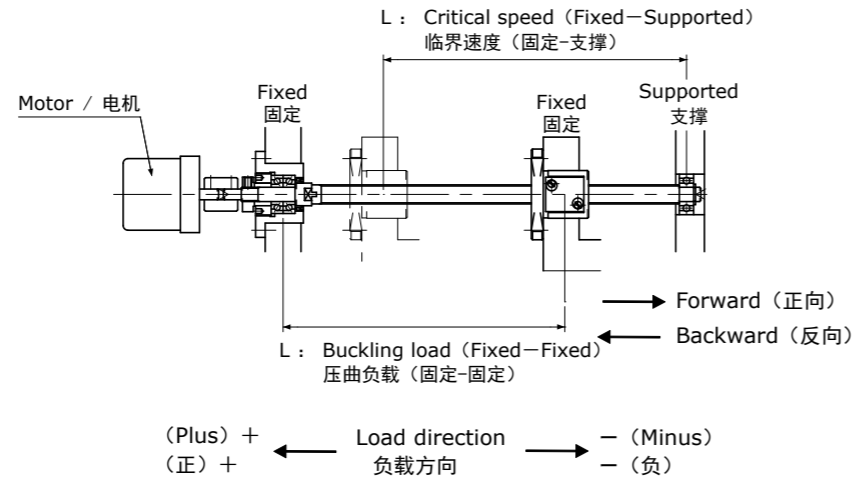 L： Critical speed（Fixed－Supported）
临界速度（固定-支撑）
Motor / 电机
Fixed
固定
Fixed
固定
Supported
支撑
Forward（正向）
Backward（反向）
L： Buckling load（Fixed－Fixed）
压曲负载（固定-固定）
（Plus）＋
（正）＋
Load direction
负载方向
－（Minus）
－（负）